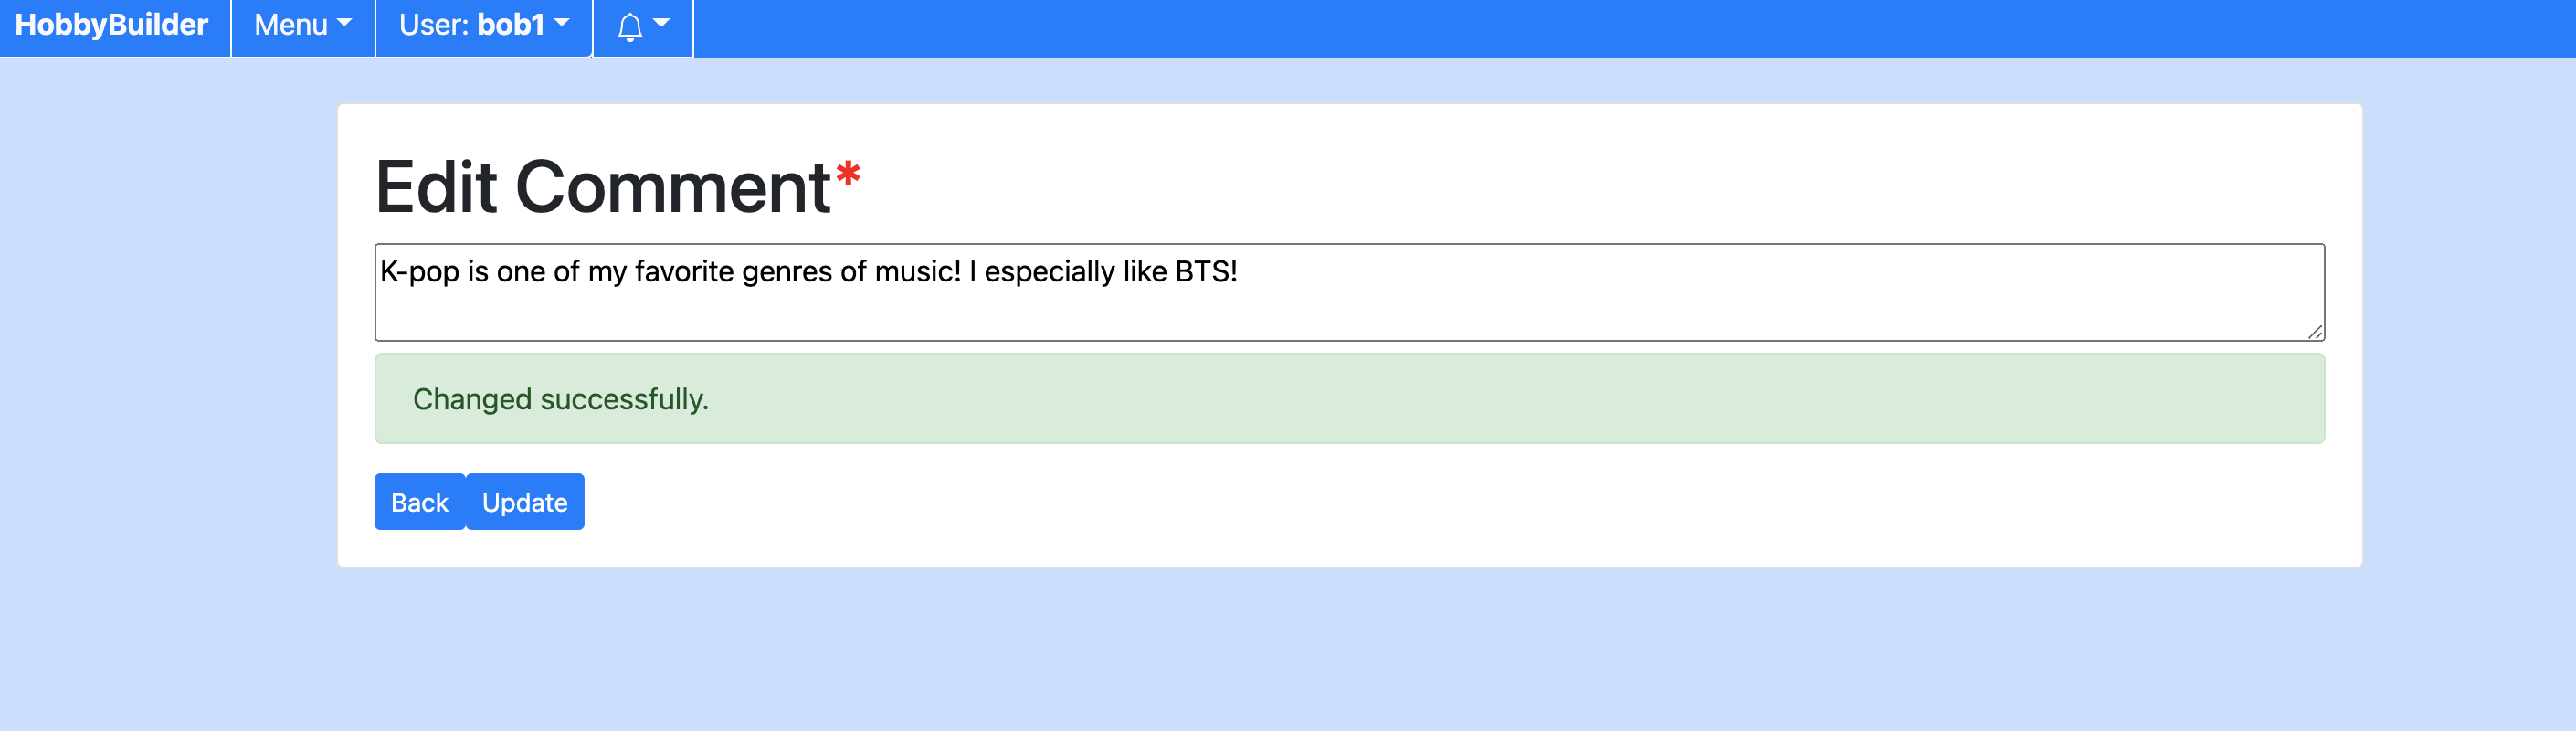 HobbyBuilder Menu User: bob1
Edit Comment*
K-pop is one of my favorite genres of music! I especially like BTS!
Changed successfully.
Back Update